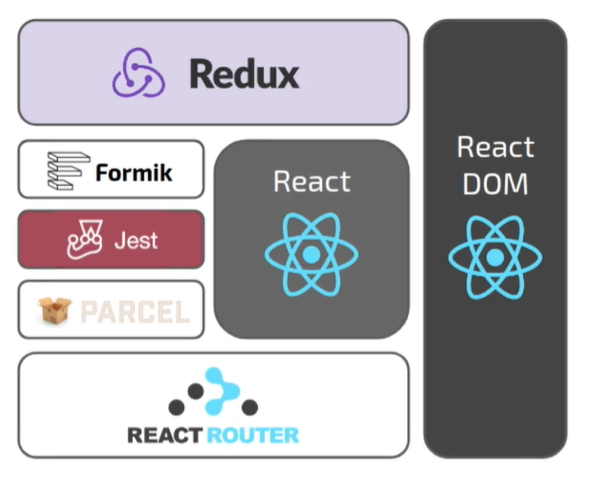 Redux
Formik
Jest
PARCEL
React
React
DOM
REACT ROUTER